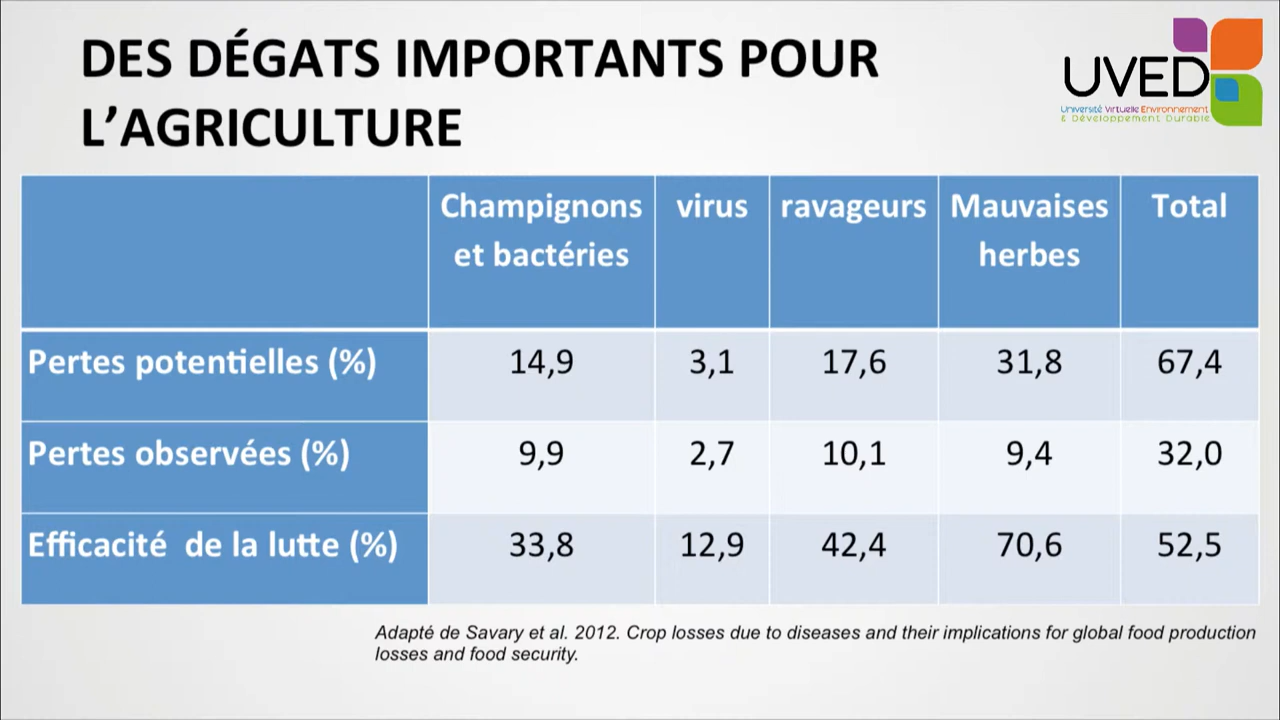 DES DÉGATS IMPORTANTS POUR
L’AGRICULTURE
UVED
Université Virtuelle Environnement
& Développement Durable
Champignons et bactéries virus ravageurs Mauvaises herbes Total
Pertes potentielles (%) 14,9 3,1 17,6 31,8 67,4
Pertes observées (%) 9,9 2,7 10,1 9,4 32,0
Efficacité de la lutte (%) 33,8 12,9 42,4 70,6 52,5
Adapté de Savary et al. 2012. Crop losses due to diseases and their implications for global food production
losses and food security.